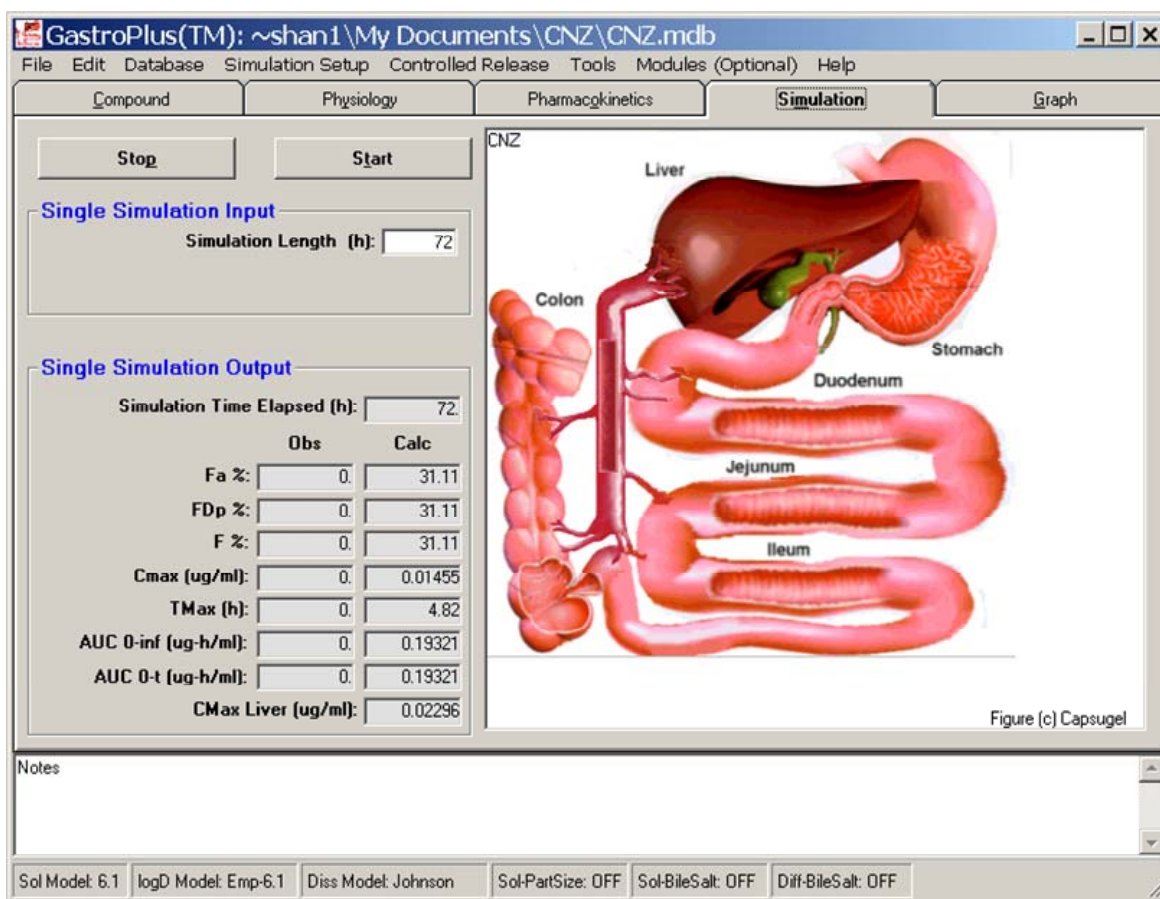 GastroPlus(TM): ~shan1\My Documents\CNZ\CNZ.mdb
File Edit Database Simulation Setup Controlled Release Tools Modules (Optional) Help
Compound Physiology Pharmacokinetics Simulation Graph
Stop Start
Single Simulation Input
Simulation Length (h): 72
Single Simulation Output
Simulation Time Elapsed (h): 72.
Obs Calc
Fa %: 0. 31.11
FDp %: 0. 31.11
F %: 0. 31.11
Cmax (ug/ml): 0. 0.01455
TMax (h): 0. 4.82
AUC 0-inf (ug-h/ml): 0. 0.19321
AUC 0-t (ug-h/ml): 0. 0.19321
CMax Liver (ug/ml): 0.02296
CNZ
Liver
Colon
Stomach
Duodenum
Jejunum
Ileum
Figure (c) Capsugel
Notes
Sol Model: 6.1 logD Model: Emp-6.1 Diss Model: Johnson Sol-PartSize: OFF Sol-BileSalt: OFF Diff-BileSalt: OFF